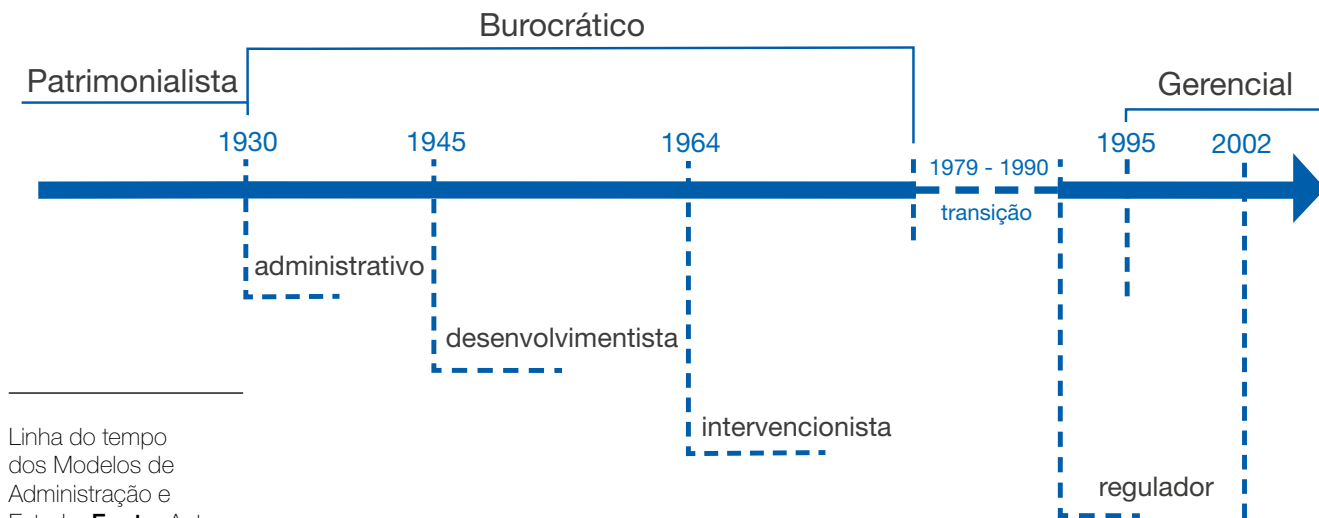 Burocrático
Patrimonialista
Gerencial
1930
1945
1964
1979 - 1990
transição
1995
2002
administrativo
desenvolvimentista
intervencionista
regulador
Linha do tempo
dos Modelos de
Administração e